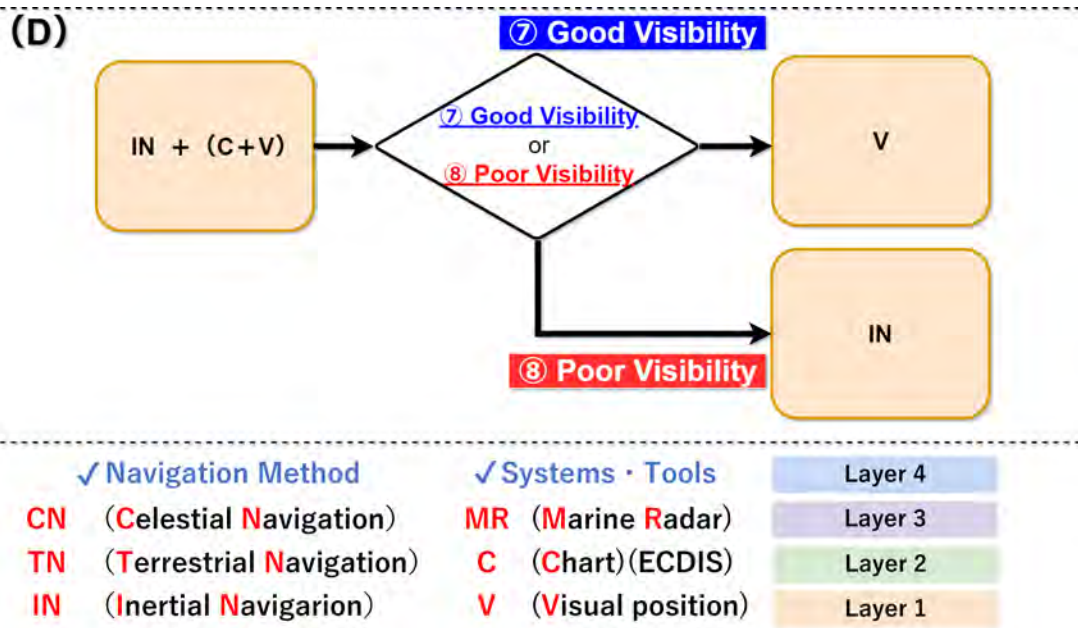 (D)
⑦ Good Visibility
IN + (C+V)
⑦ Good Visibility
or
⑧ Poor Visibility
V
IN
⑧ Poor Visibility
✓Navigation Method
✓Systems・Tools
Layer 4
CN (Celestial Navigation)
MR (Marine Radar)
Layer 3
TN (Terrestrial Navigation)
C (Chart)(ECDIS)
Layer 2
IN (Inertial Navigarion)
V (Visual position)
Layer 1